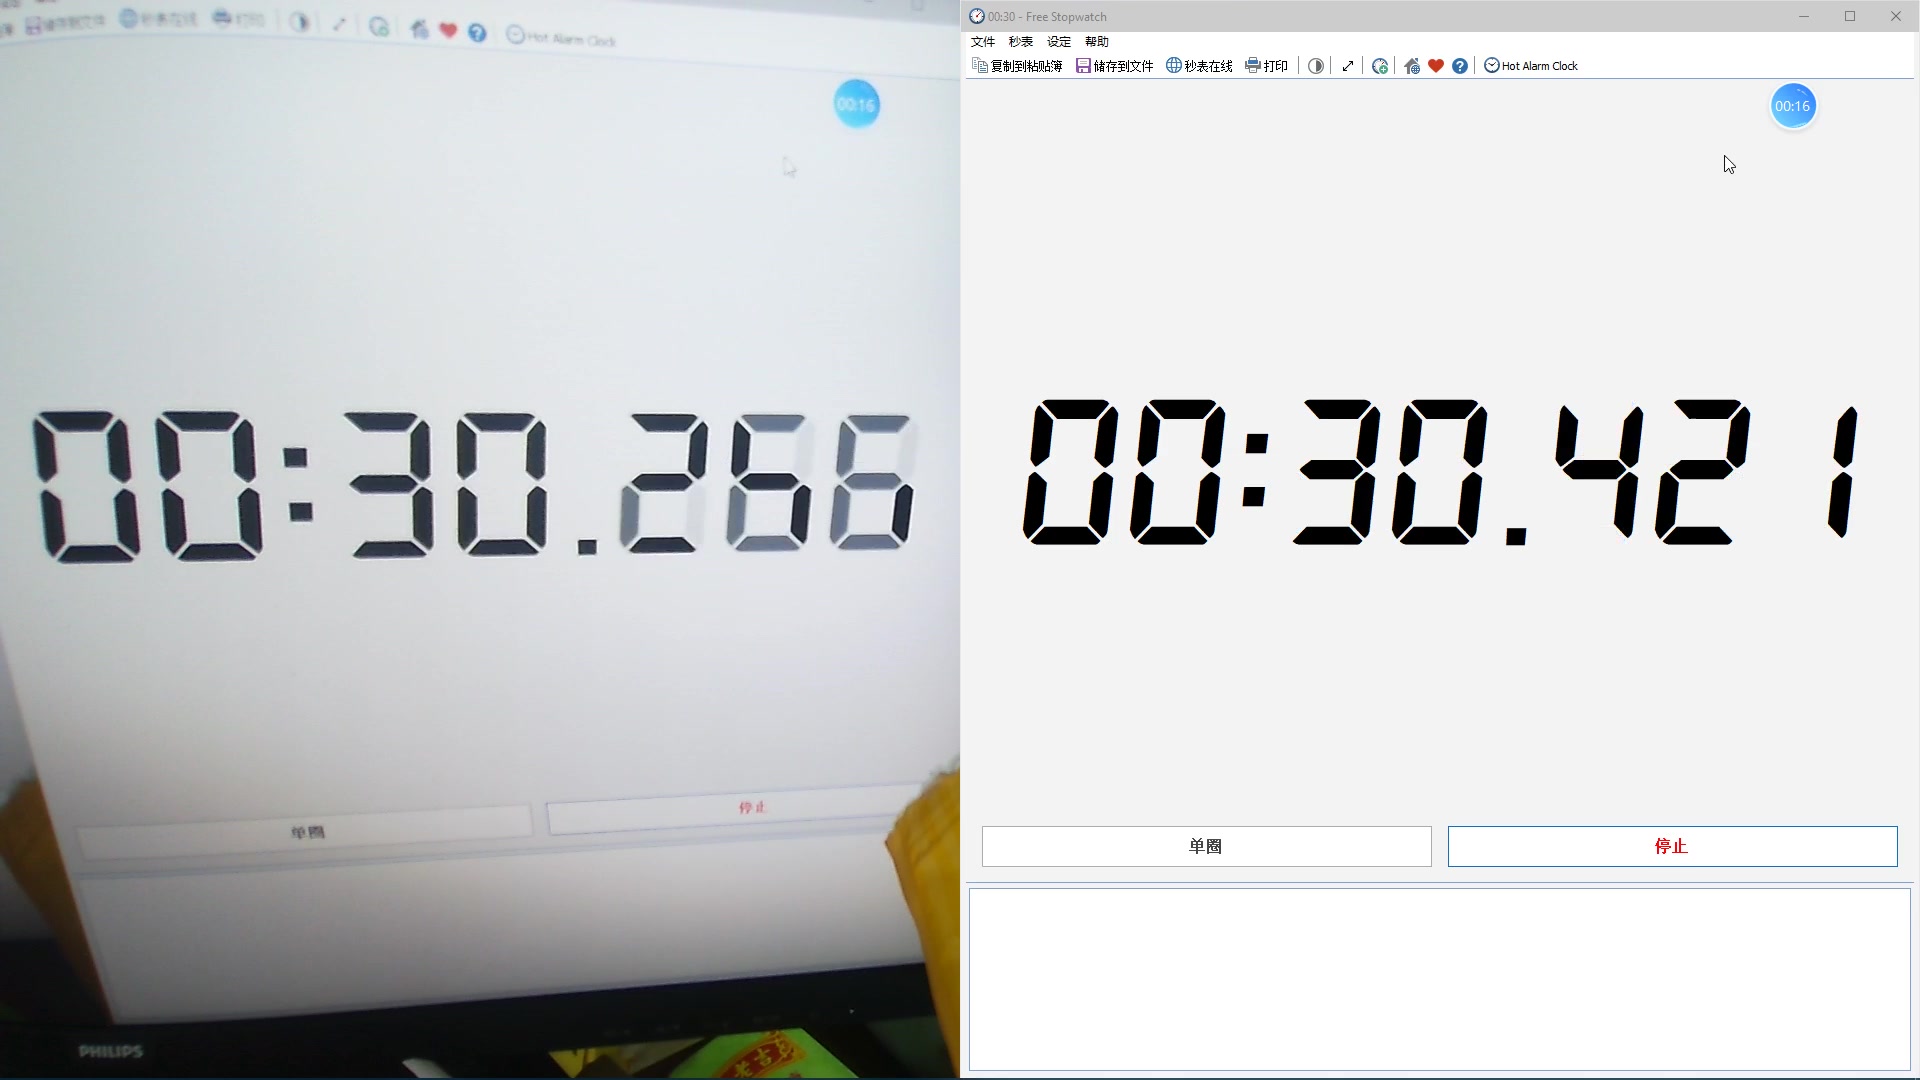 储存到文件 秒表在线 打印 Hot Alarm Clock
00:16
单圈 停止
PHILIPS
00:30 - Free Stopwatch
文件 秒表 设定 帮助
复制到粘贴簿 储存到文件 秒表在线 打印 Hot Alarm Clock
00:16
00:30.421
单圈 停止